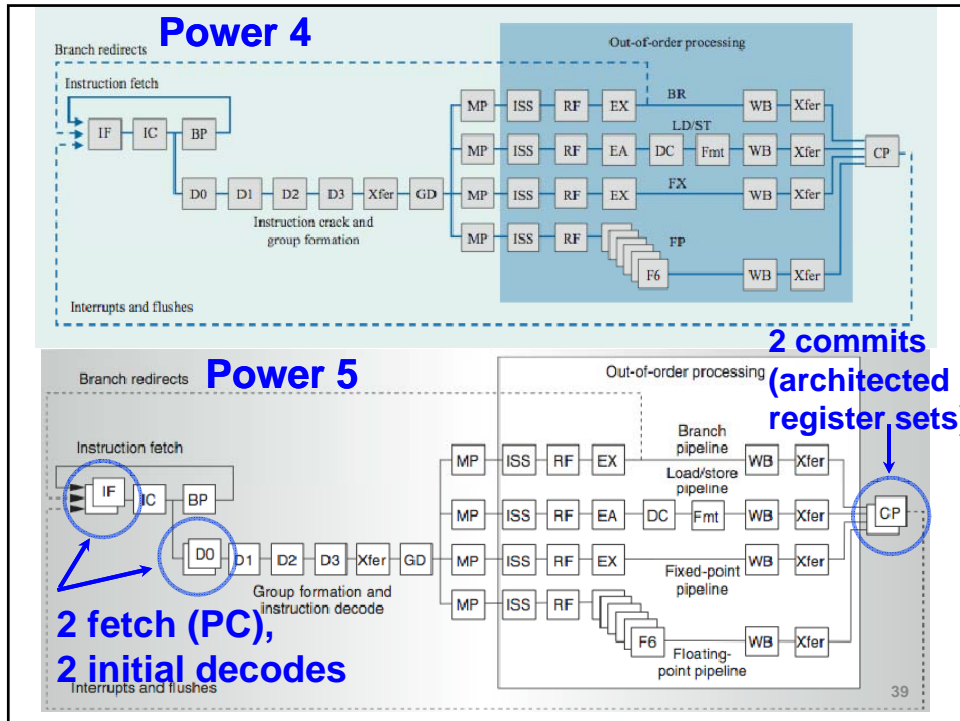 Power 4
Out-of-order processing
Branch redirects
Instruction fetch
BR
MP ISS RF EX WB Xfer
LD/ST
IF IC BP
MP ISS RF EA DC Fmt WB Xfer
CP
FX
D0 D1 D2 D3 Xfer GD MP ISS RF EX WB Xfer
Instruction crack and
group formation
FP
MP ISS RF
F6 WB Xfer
Interrupts and flushes
2 commits
(architected
register sets)
Power 5
Out-of-order processing
Branch redirects
Instruction fetch
Branch
pipeline
MP ISS RF EX WB Xfer
Load/store
pipeline
IF IC BP
MP ISS RF EA DC Fmt WB Xfer
CP
D0 D1 D2 D3 Xfer GD MP ISS RF EX WB Xfer
Fixed-point
pipeline
Group formation and
instruction decode
MP ISS RF
F6 WB Xfer
Floating-
point pipeline
2 fetch (PC),
2 initial decodes
Interrupts and flushes
39